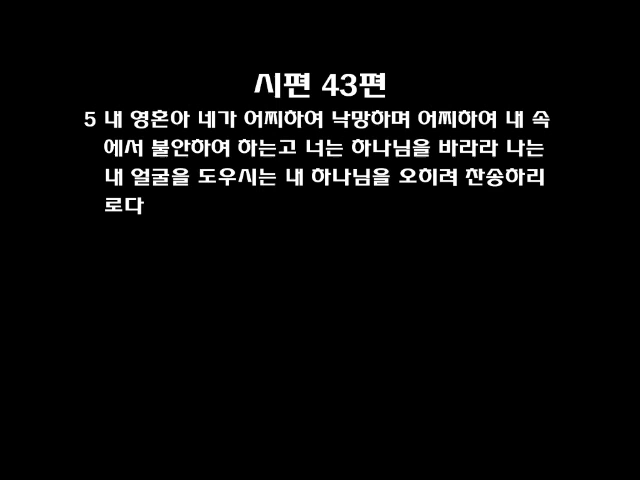 시편 43편
5 내 영혼아 네가 어찌하여 낙망하며 어찌하여 내 속
에서 불안하여 하는고 너는 하나님을 바라라 나는
내 얼굴을 도우시는 내 하나님을 오히려 찬송하리
로다